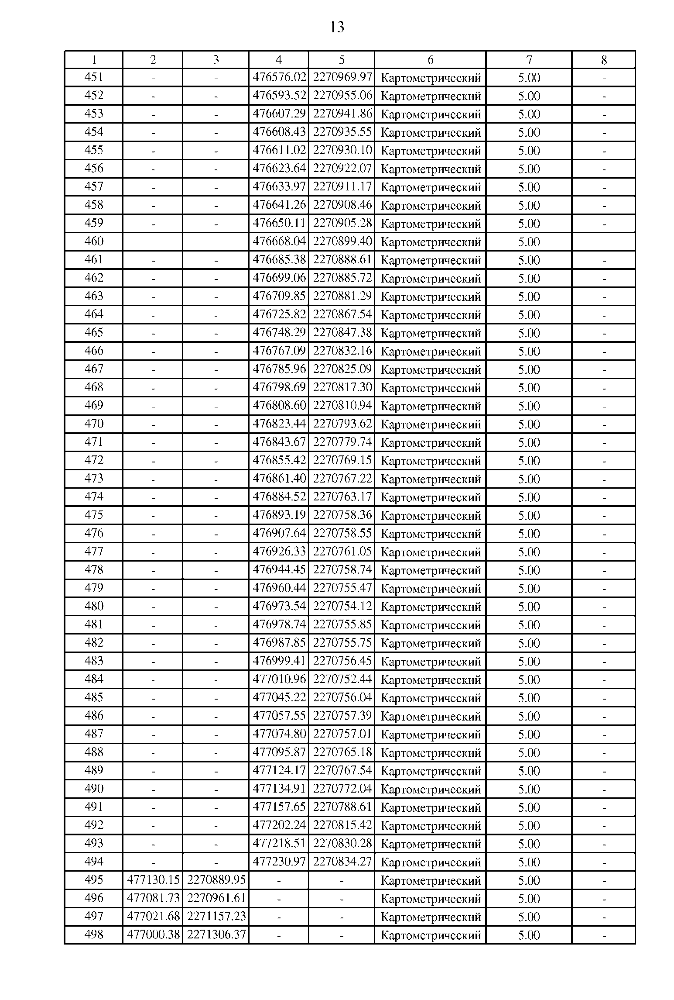 13
1 2 3 4 5 6 7 8
451 - - 476576.02 2270969.97 Картометрический 5.00 -
452 - - 476593.52 2270955.06 Картометрический 5.00 -
453 - - 476607.29 2270941.86 Картометрический 5.00 -
454 - - 476608.43 2270935.55 Картометрический 5.00 -
455 - - 476611.02 2270930.10 Картометрический 5.00 -
456 - - 476623.64 2270922.07 Картометрический 5.00 -
457 - - 476633.97 2270911.17 Картометрический 5.00 -
458 - - 476641.26 2270908.46 Картометрический 5.00 -
459 - - 476650.11 2270905.28 Картометрический 5.00 -
460 - - 476668.04 2270899.40 Картометрический 5.00 -
461 - - 476685.38 2270888.61 Картометрический 5.00 -
462 - - 476699.06 2270885.72 Картометрический 5.00 -
463 - - 476709.85 2270881.29 Картометрический 5.00 -
464 - - 476725.82 2270867.54 Картометрический 5.00 -
465 - - 476748.29 2270847.38 Картометрический 5.00 -
466 - - 476767.09 2270832.16 Картометрический 5.00 -
467 - - 476785.96 2270825.09 Картометрический 5.00 -
468 - - 476798.69 2270817.30 Картометрический 5.00 -
469 - - 476808.60 2270810.94 Картометрический 5.00 -
470 - - 476823.44 2270793.62 Картометрический 5.00 -
471 - - 476843.67 2270779.74 Картометрический 5.00 -
472 - - 476855.42 2270769.15 Картометрический 5.00 -
473 - - 476861.40 2270767.22 Картометрический 5.00 -
474 - - 476884.52 2270763.17 Картометрический 5.00 -
475 - - 476893.19 2270758.36 Картометрический 5.00 -
476 - - 476907.64 2270758.55 Картометрический 5.00 -
477 - - 476926.33 2270761.05 Картометрический 5.00 -
478 - - 476944.45 2270758.74 Картометрический 5.00 -
479 - - 476960.44 2270755.47 Картометрический 5.00 -
480 - - 476973.54 2270754.12 Картометрический 5.00 -
481 - - 476978.74 2270755.85 Картометрический 5.00 -
482 - - 476987.85 2270755.75 Картометрический 5.00 -
483 - - 476999.41 2270756.45 Картометрический 5.00 -
484 - - 477010.96 2270752.44 Картометрический 5.00 -
485 - - 477045.22 2270756.04 Картометрический 5.00 -
486 - - 477057.55 2270757.39 Картометрический 5.00 -
487 - - 477074.80 2270757.01 Картометрический 5.00 -
488 - - 477095.87 2270765.18 Картометрический 5.00 -
489 - - 477124.17 2270767.54 Картометрический 5.00 -
490 - - 477134.91 2270772.04 Картометрический 5.00 -
491 - - 477157.65 2270788.61 Картометрический 5.00 -
492 - - 477202.24 2270815.42 Картометрический 5.00 -
493 - - 477218.51 2270830.28 Картометрический 5.00 -
494 - - 477230.97 2270834.27 Картометрический 5.00 -
495 477130.15 2270889.95 - - Картометрический 5.00 -
496 477081.73 2270961.61 - - Картометрический 5.00 -
497 477021.68 2271157.23 - - Картометрический 5.00 -
498 477000.38 2271306.37 - - Картометрический 5.00 -